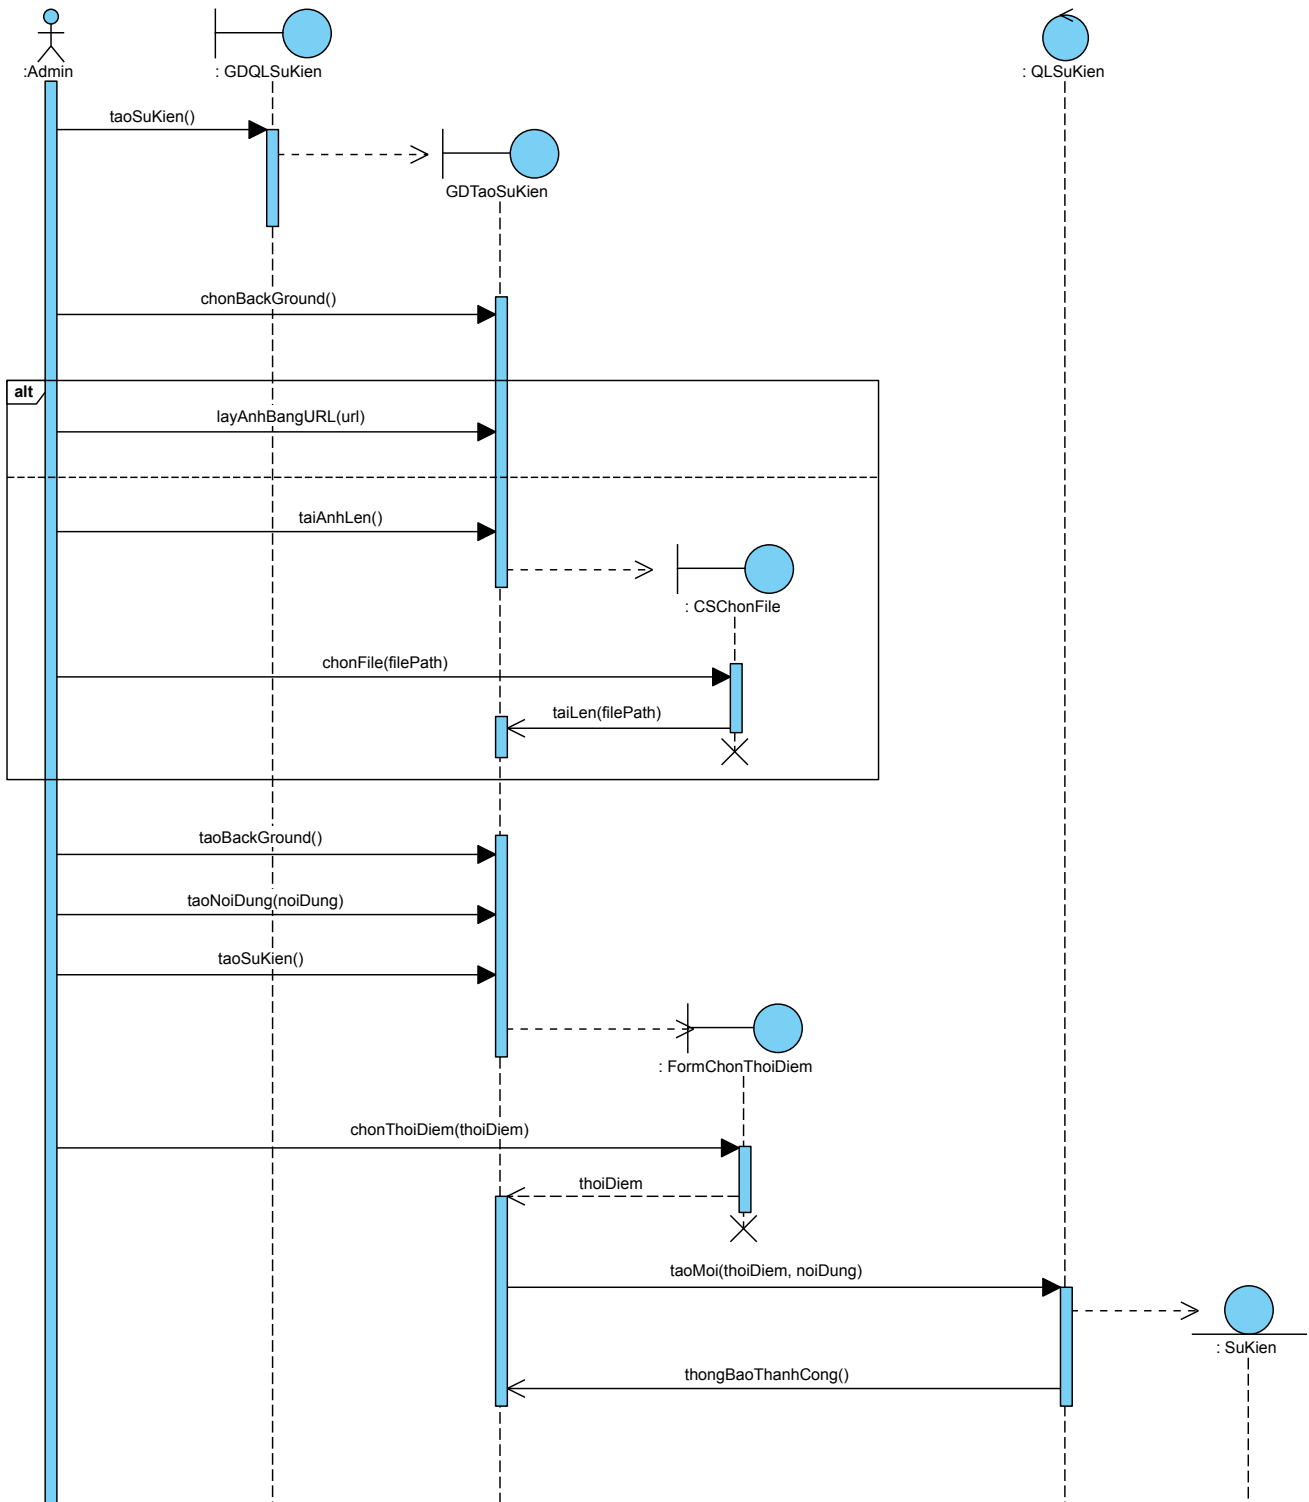 :Admin
: GDQLSuKien
: QLSuKien
taoSuKien()
GDTaoSuKien
chonBackGround()
alt
layAnhBangURL(url)
taiAnhLen()
: CSChonFile
chonFile(filePath)
taiLen(filePath)
taoBackGround()
taoNoiDung(noiDung)
taoSuKien()
: FormChonThoiDiem
chonThoiDiem(thoiDiem)
thoiDiem
taoMoi(thoiDiem, noiDung)
: SuKien
thongBaoThanhCong()